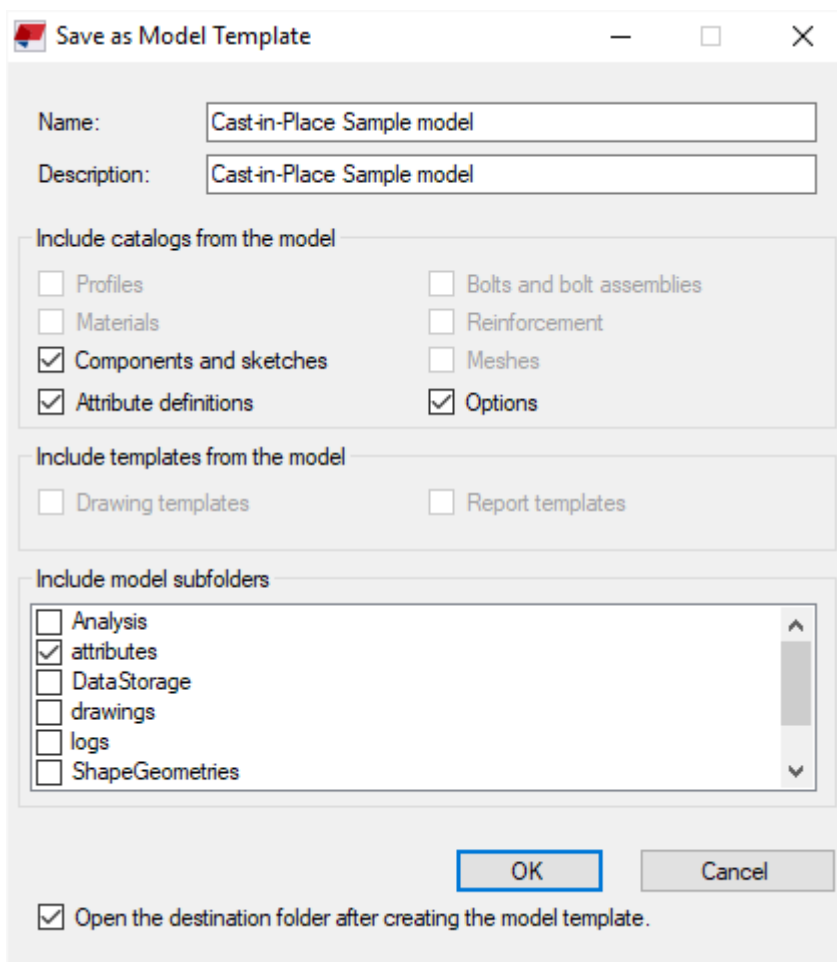 Save as Model Template
Name: Cast-in-Place Sample model
Description: Cast-in-Place Sample model
Include catalogs from the model
Profiles Bolts and bolt assemblies
Materials Reinforcement
Components and sketches Meshes
Attribute definitions Options
Include templates from the model
Drawing templates Report templates
Include model subfolders
Analysis
attributes
DataStorage
drawings
logs
ShapeGeometries
OK Cancel
Open the destination folder after creating the model template.